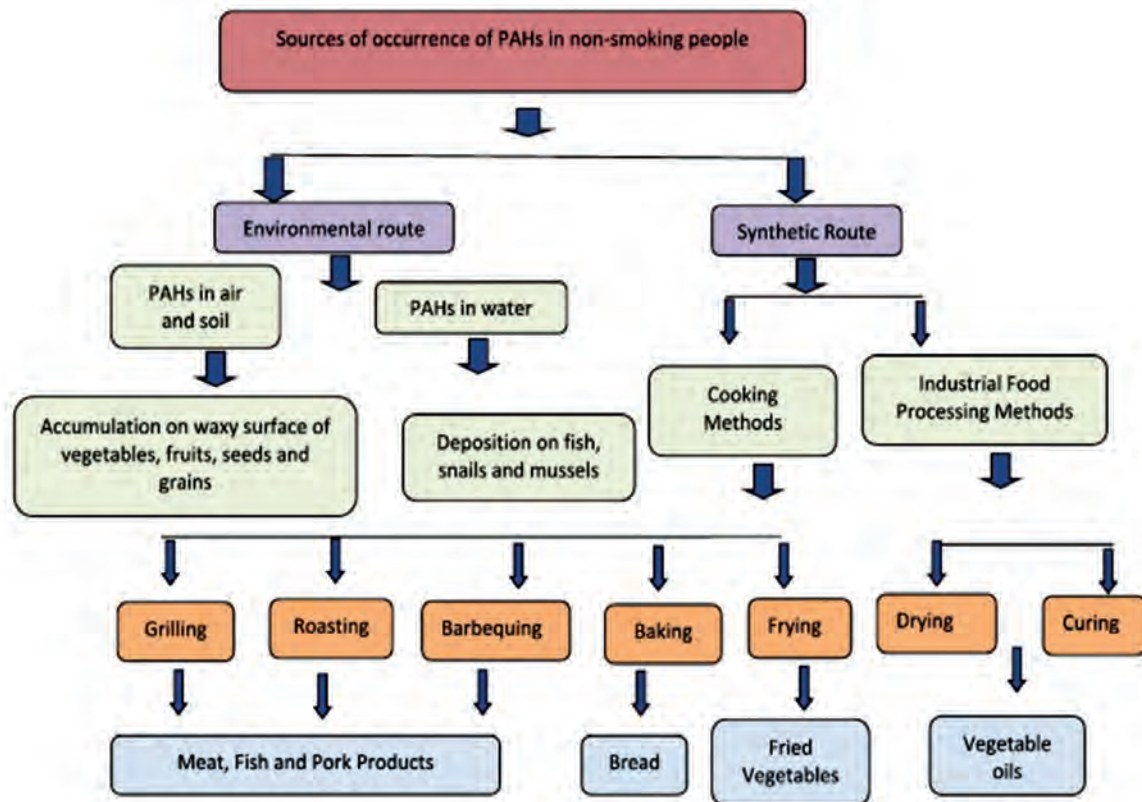 Sources of occurrence of PAHs in non-smoking people
Environmental route
Synthetic Route
PAHs in air
and soil
PAHs in water
Cooking
Methods
Industrial Food
Processing Methods
Accumulation on waxy surface of
vegetables, fruits, seeds and
grains
Deposition on fish,
snails and mussels
Grilling
Roasting
Barbequing
Baking
Frying
Drying
Curing
Meat, Fish and Pork Products
Bread
Fried
Vegetables
Vegetable
oils